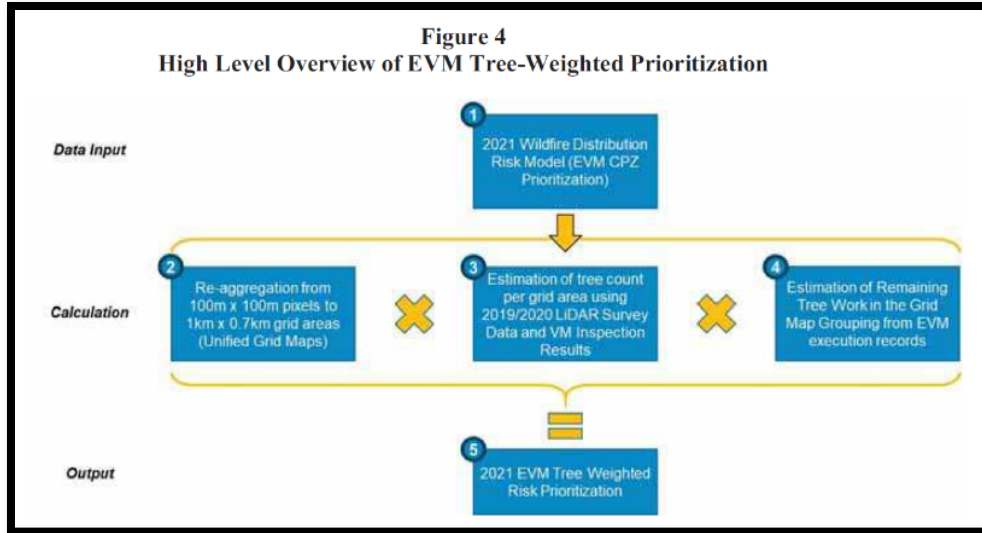 Figure 4
High Level Overview of EVM Tree-Weighted Prioritization
Data Input
1
2021 Wildfire Distribution
Risk Model (EVM CPZ
Prioritization)
Calculation
2
Re-aggregation from
100m x 100m pixels to
1km x 0.7km grid areas
(Unified Grid Maps)
3
Estimation of tree count
per grid area using
2019/2020 LiDAR Survey
Data and VM Inspection
Results
4
Estimation of Remaining
Tree Work in the Grid
Map Grouping from EVM
execution records
Output
5
2021 EVM Tree Weighted
Risk Prioritization